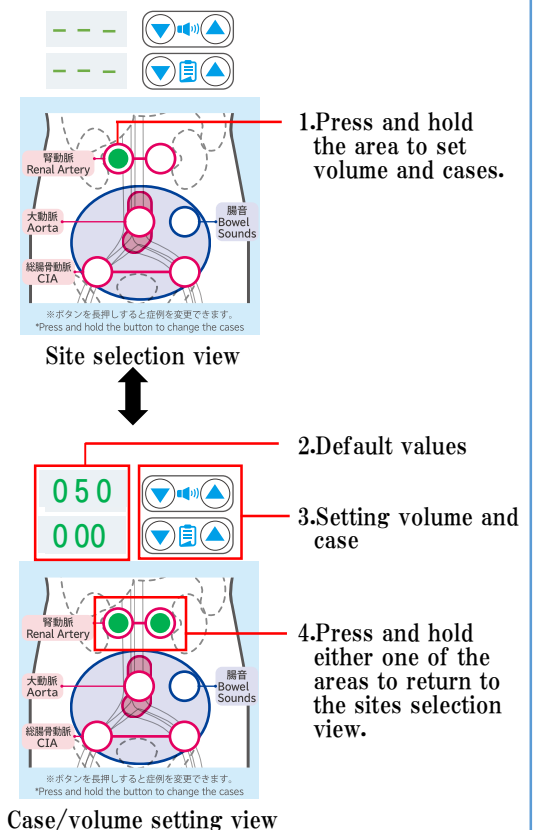 - - -
- - -
1.Press and hold
the area to set
volume and cases.
腎動脈
Renal Artery
大動脈
Aorta
腸音
Bowel
Sounds
総腸骨動脈
CIA
※ボタンを長押しすると症例を変更できます。
*Press and hold the button to change the cases
Site selection view
2.Default values
050
000
3.Setting volume and
case
腎動脈
Renal Artery
4.Press and hold
either one of the
areas to return to
the sites selection
view.
大動脈
Aorta
腸音
Bowel
Sounds
総腸骨動脈
CIA
※ボタンを長押しすると症例を変更できます。
*Press and hold the button to change the cases
Case/volume setting view